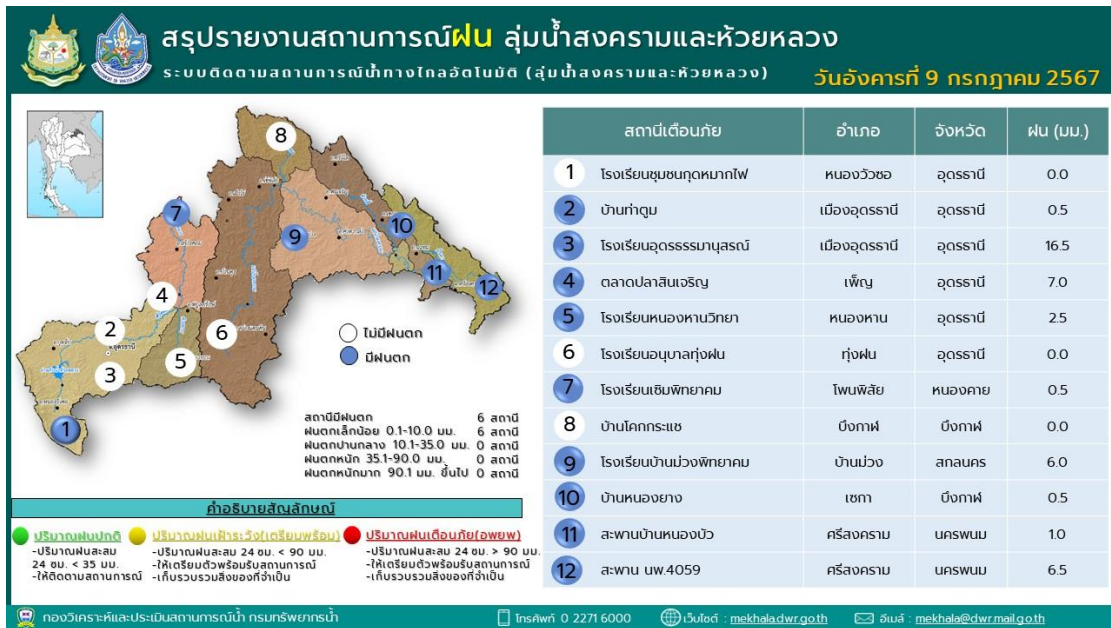 สรุปรายงานสถานการณ์ฝน ลุ่มน้ำสงครามและห้วยหลวง
ระบบติดตามสถานการณ์น้ำทางไกลอัตโนมัติ (ลุ่มน้ำสงครามและห้วยหลวง)
วันอังคารที่ 9 กรกฎาคม 2567
8
7
10
9
11
12
4
2
6
5
3
1
ไม่มีฝนตก
มีฝนตก
สถานีมีฝนตก 6 สถานี
ฝนตกเล็กน้อย 0.1-10.0 มม. 6 สถานี
ฝนตกปานกลาง 10.1-35.0 มม. 0 สถานี
ฝนตกหนัก 35.1-90.0 มม. 0 สถานี
ฝนตกหนักมาก 90.1 มม. ขึ้นไป 0 สถานี
คำอธิบายสัญลักษณ์
ปริมาณฝนปกติ
-ปริมาณฝนสะสม
24 ชม. < 35 มม.
-ให้ติดตามสถานการณ์
ปริมาณฝนเฝ้าระวัง(เตรียมพร้อม)
-ปริมาณฝนสะสม 24 ชม. < 90 มม.
-ให้เตรียมตัวพร้อมรับสถานการณ์
-เก็บรวบรวมสิ่งของที่จำเป็น
ปริมาณฝนเตือนภัย(อพยพ)
-ปริมาณฝนสะสม 24 ชม. > 90 มม.
-ให้เตรียมตัวพร้อมรับสถานการณ์
-เก็บรวบรวมสิ่งของที่จำเป็น
สถานีเตือนภัย อำเภอ จังหวัด ฝน (มม.)
1 โรงเรียนชุมชนกุดหมากไฟ หนองวัวซอ อุดรธานี 0.0
2 บ้านท่าตูม เมืองอุดรธานี อุดรธานี 0.5
3 โรงเรียนอุดรธรรมานุสรณ์ เมืองอุดรธานี อุดรธานี 16.5
4 ตลาดปลาสินเจริญ เพ็ญ อุดรธานี 7.0
5 โรงเรียนหนองหานวิทยา หนองหาน อุดรธานี 2.5
6 โรงเรียนอนุบาลทุ่งฝน ทุ่งฝน อุดรธานี 0.0
7 โรงเรียนเซิมพิทยาคม โพนพิสัย หนองคาย 0.5
8 บ้านโคกกระแซ บึงกาฬ บึงกาฬ 0.0
9 โรงเรียนบ้านม่วงพิทยาคม บ้านม่วง สกลนคร 6.0
10 บ้านหนองยาง เซกา บึงกาฬ 0.5
11 สะพานบ้านหนองบัว ศรีสงคราม นครพนม 1.0
12 สะพาน นพ.4059 ศรีสงคราม นครพนม 6.5
กองวิเคราะห์และประเมินสถานการณ์น้ำ กรมทรัพยากรน้ำ โทรศัพท์ 0 2271 6000 เว็บไซต์ : mekhala.dwr.go.th อีเมล์ : mekhala@dwr.mail.go.th